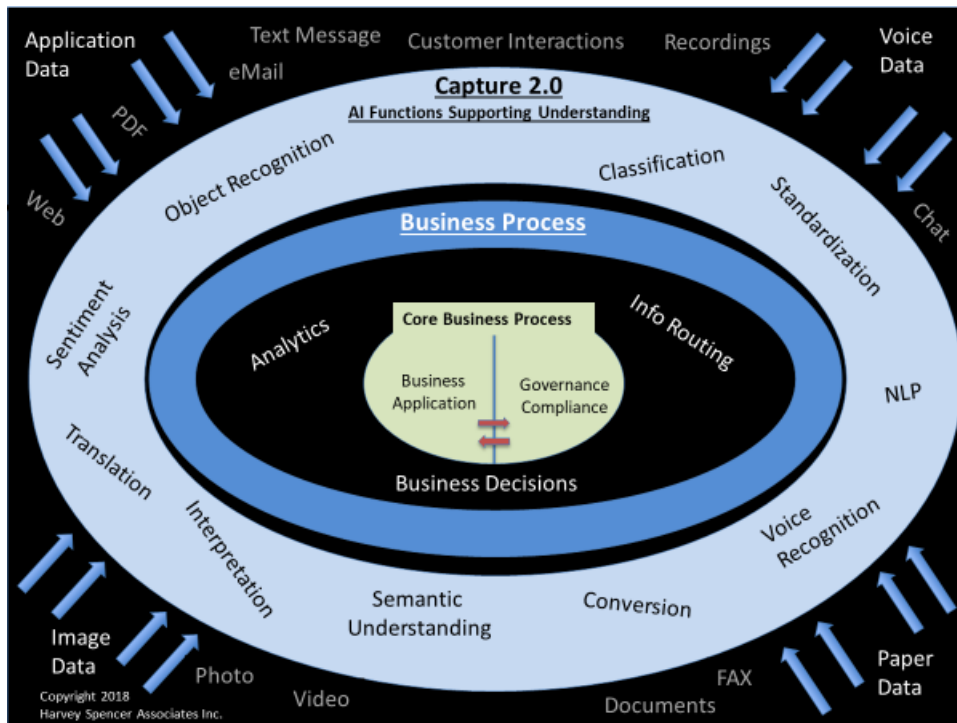 Application
Data
Text Message
Customer Interactions
Recordings
Voice
Data
eMail
PDF
Web
Chat
Capture 2.0
AI Functions Supporting Understanding
Object Recognition
Classification
Standardization
Sentiment
Analysis
NLP
Translation
Interpretation
Semantic
Understanding
Conversion
Voice
Recognition
Business Process
Analytics
Info Routing
Core Business Process
Business
Application
Governance
Compliance
Business Decisions
Image
Data
Photo
Video
Documents
FAX
Paper
Data
Copyright 2018
Harvey Spencer Associates Inc.